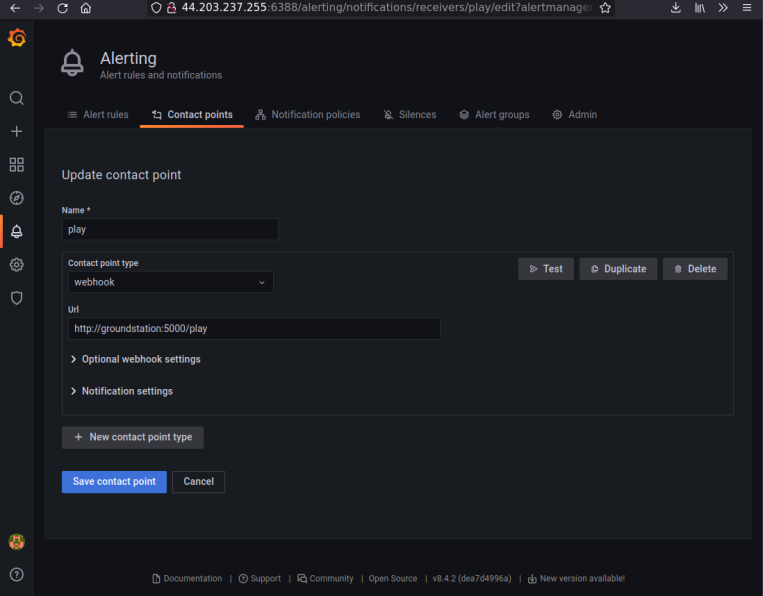 44.203.237.255:6388/alerting/notifications/receivers/play/edit?alertmanager
Alerting
Alert rules and notifications
Alert rules Contact points Notification policies Silences Alert groups Admin
Update contact point
Name *
play
Contact point type
webhook
Test Duplicate Delete
Url
http://groundstation:5000/play
Optional webhook settings
Notification settings
+ New contact point type
Save contact point Cancel
Documentation | Support | Community | Open Source | v8.4.2 (dea7d4996a) | New version available!